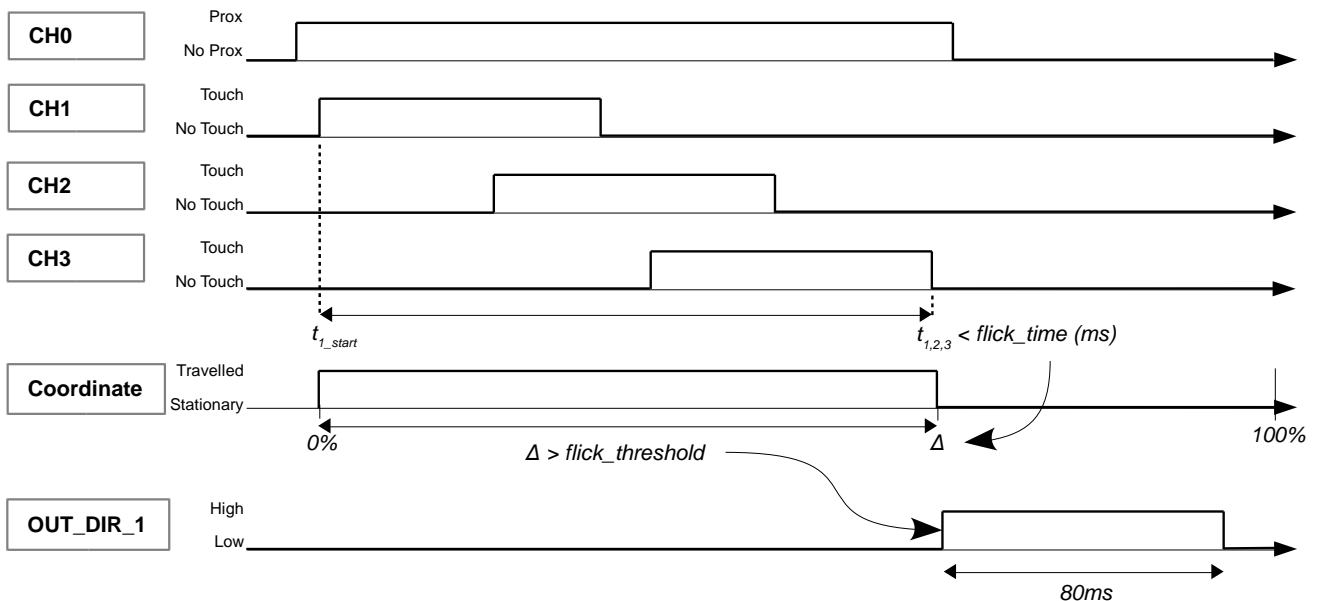 Prox
CH0
No Prox
Touch
CH1
No Touch
Touch
CH2
No Touch
Touch
CH3
No Touch
t1_start
t1,2,3 < flick_time (ms)
Travelled
Coordinate
Stationary
0%
Δ
100%
Δ > flick_threshold
High
OUT_DIR_1
Low
80ms